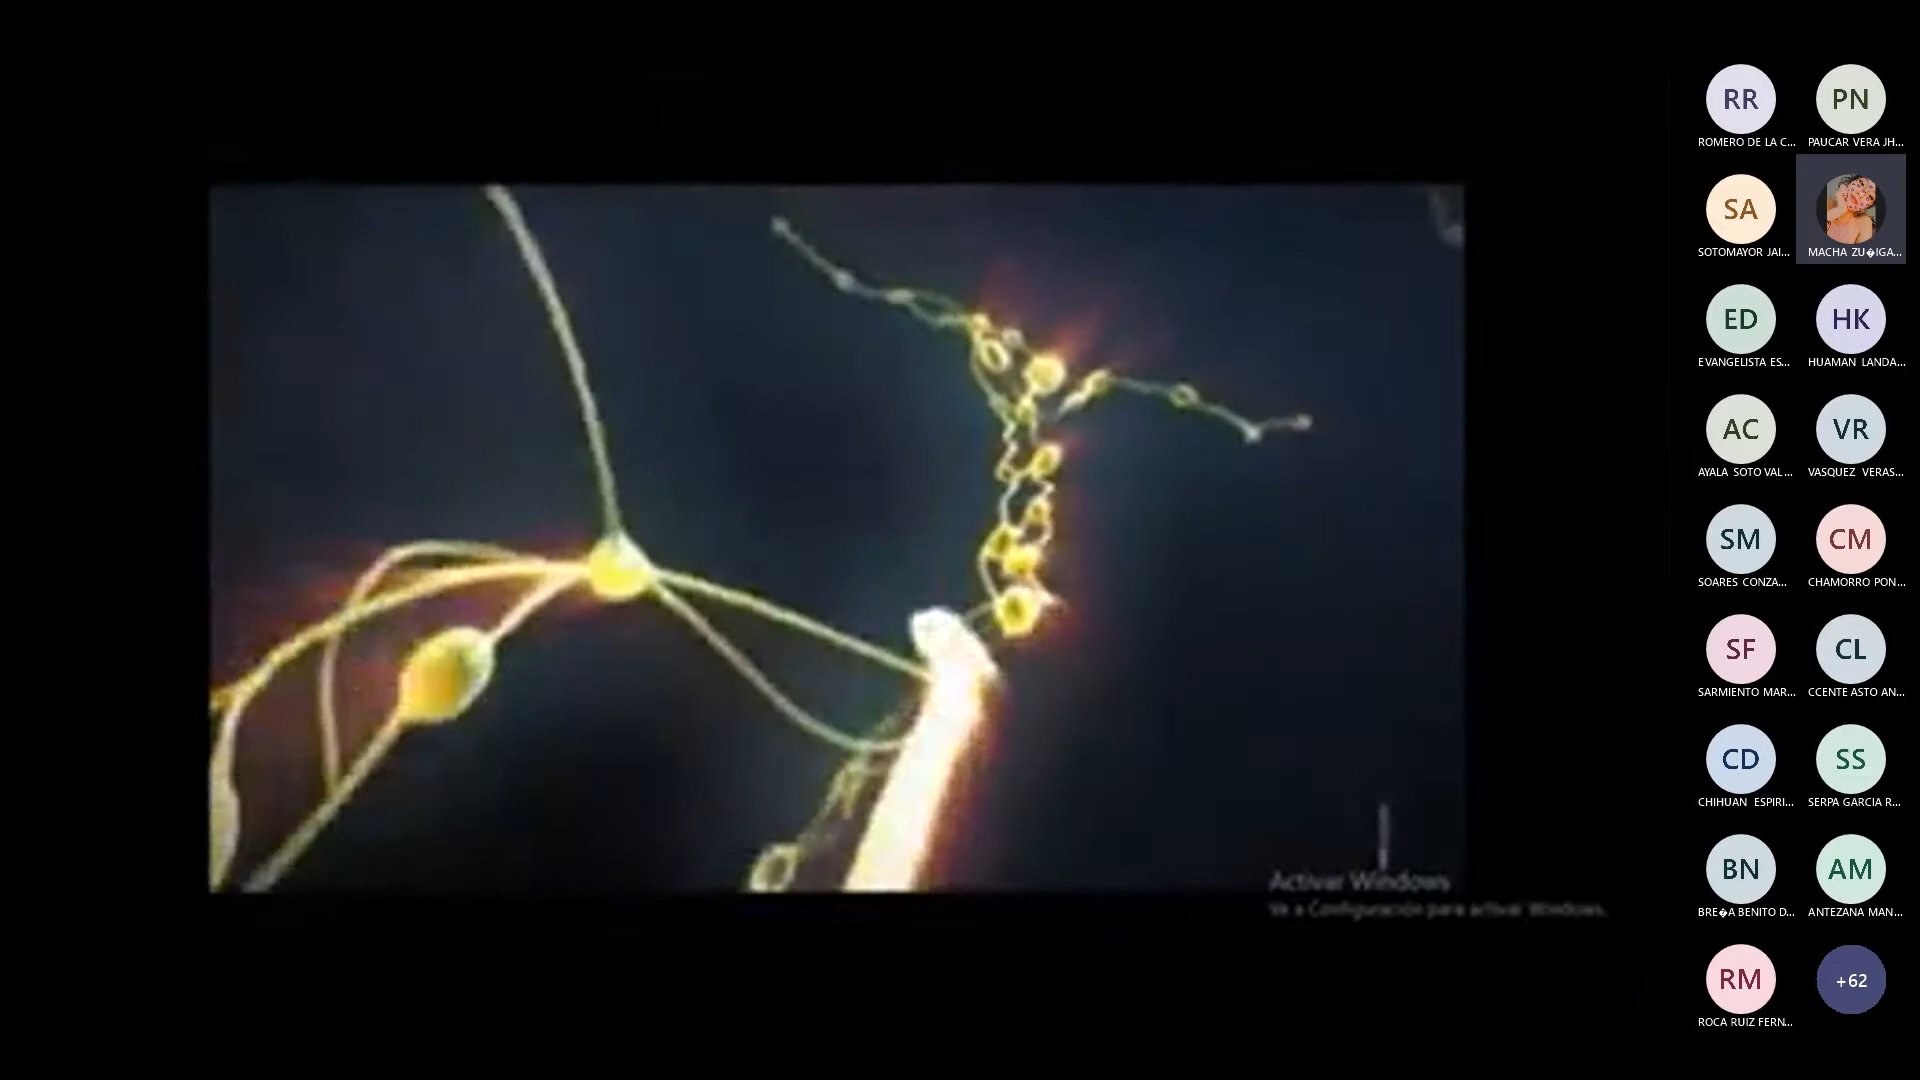 RR
PN
ROMERO DE LA C...
PAUCAR VERA JH...
SA
SOTOMAYOR JAI...
MACHA ZU�IGA...
ED
HK
EVANGELISTA ES...
HUAMAN LANDA...
AC
VR
AYALA SOTO VAL...
VASQUEZ VERAS...
SM
CM
SOARES CONZA...
CHAMORRO PON...
SF
CL
SARMIENTO MAR...
CCENTE ASTO AN...
CD
SS
CHIHUAN ESPIRI...
SERPA GARCIA R...
BN
AM
BRE�A BENITO D...
ANTEZANA MAN...
RM
+62
ROCA RUIZ FERN...
Activar Windows
Ve a Configuración para activar Windows.